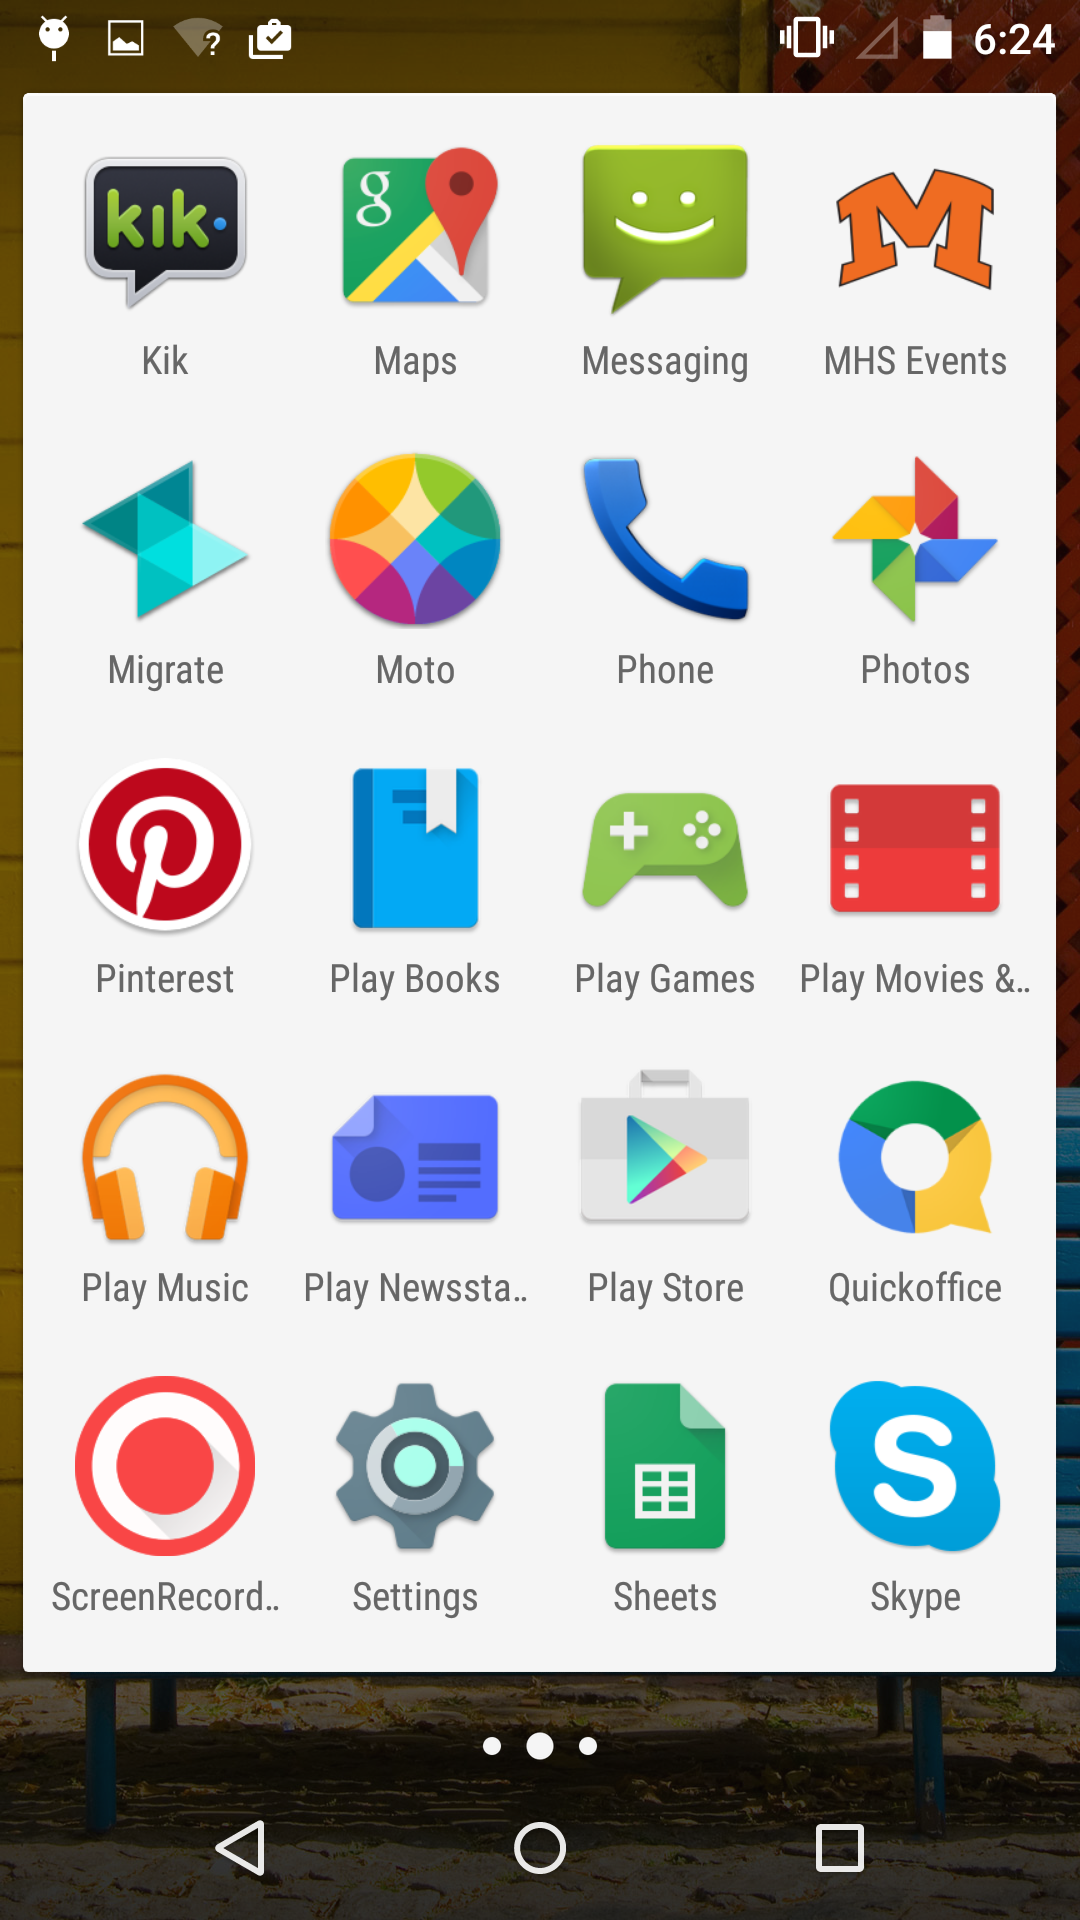 6:24
kik
g
M
Kik Maps Messaging MHS Events
Migrate Moto Phone Photos
Pinterest Play Books Play Games Play Movies &..
Play Music Play Newssta.. Play Store Quickoffice
S
ScreenRecord.. Settings Sheets Skype